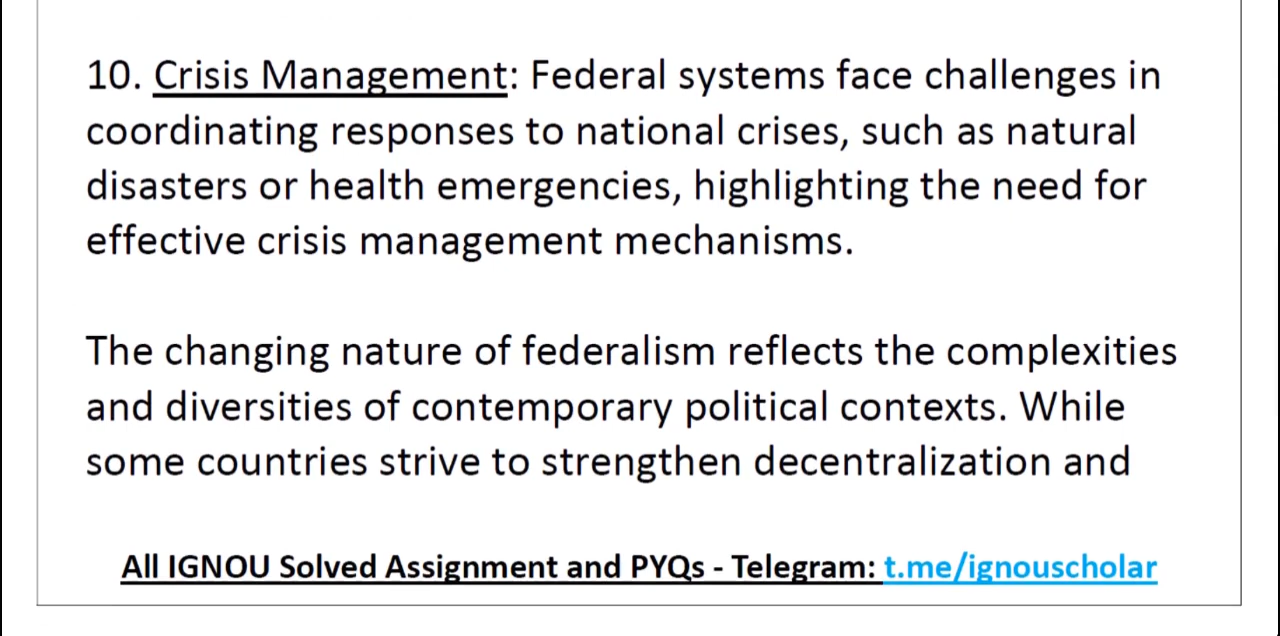 10. Crisis Management: Federal systems face challenges in
coordinating responses to national crises, such as natural
disasters or health emergencies, highlighting the need for
effective crisis management mechanisms.
The changing nature of federalism reflects the complexities
and diversities of contemporary political contexts. While
some countries strive to strengthen decentralization and
All IGNOU Solved Assignment and PYQs - Telegram: t.me/ignouscholar